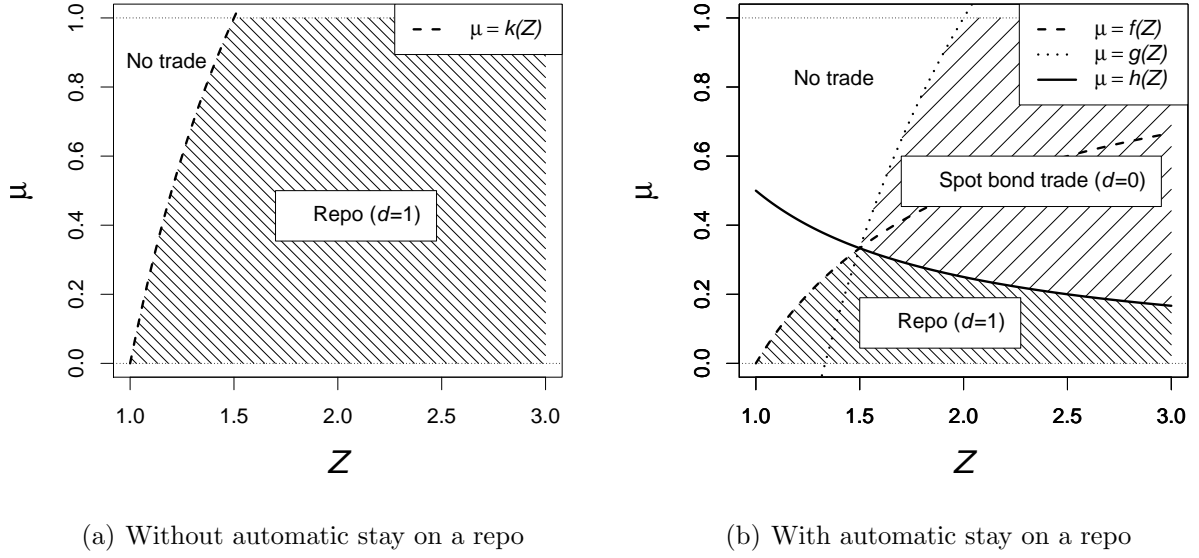 μ = k(Z)
No trade
Repo (d=1)
μ
0.0 0.2 0.4 0.6 0.8 1.0
1.0 1.5 2.0 2.5 3.0
Z
(a) Without automatic stay on a repo
μ = f(Z)
μ = g(Z)
μ = h(Z)
No trade
Spot bond trade (d=0)
Repo (d=1)
μ
0.0 0.2 0.4 0.6 0.8 1.0
1.0 1.5 2.0 2.5 3.0
Z
(b) With automatic stay on a repo